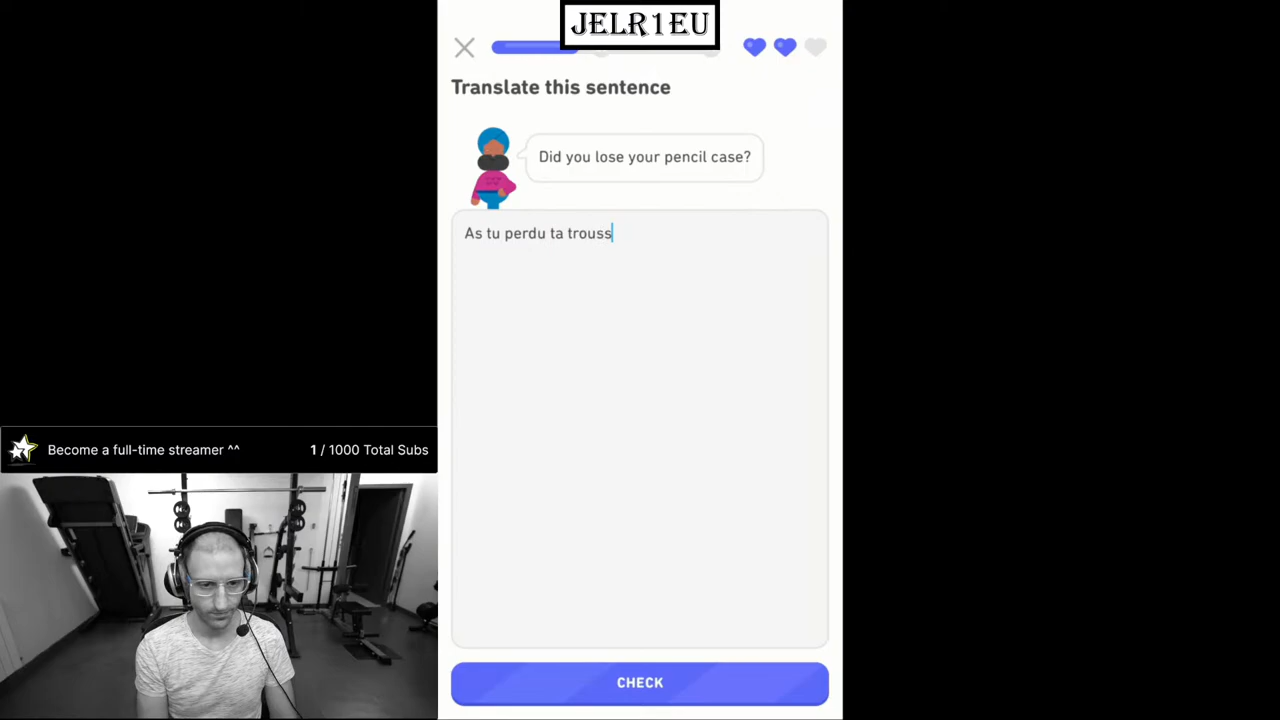 JELR1EU
Translate this sentence
Did you lose your pencil case?
As tu perdu ta trouss
Become a full-time streamer ^^ 1 / 1000 Total Subs
CHECK